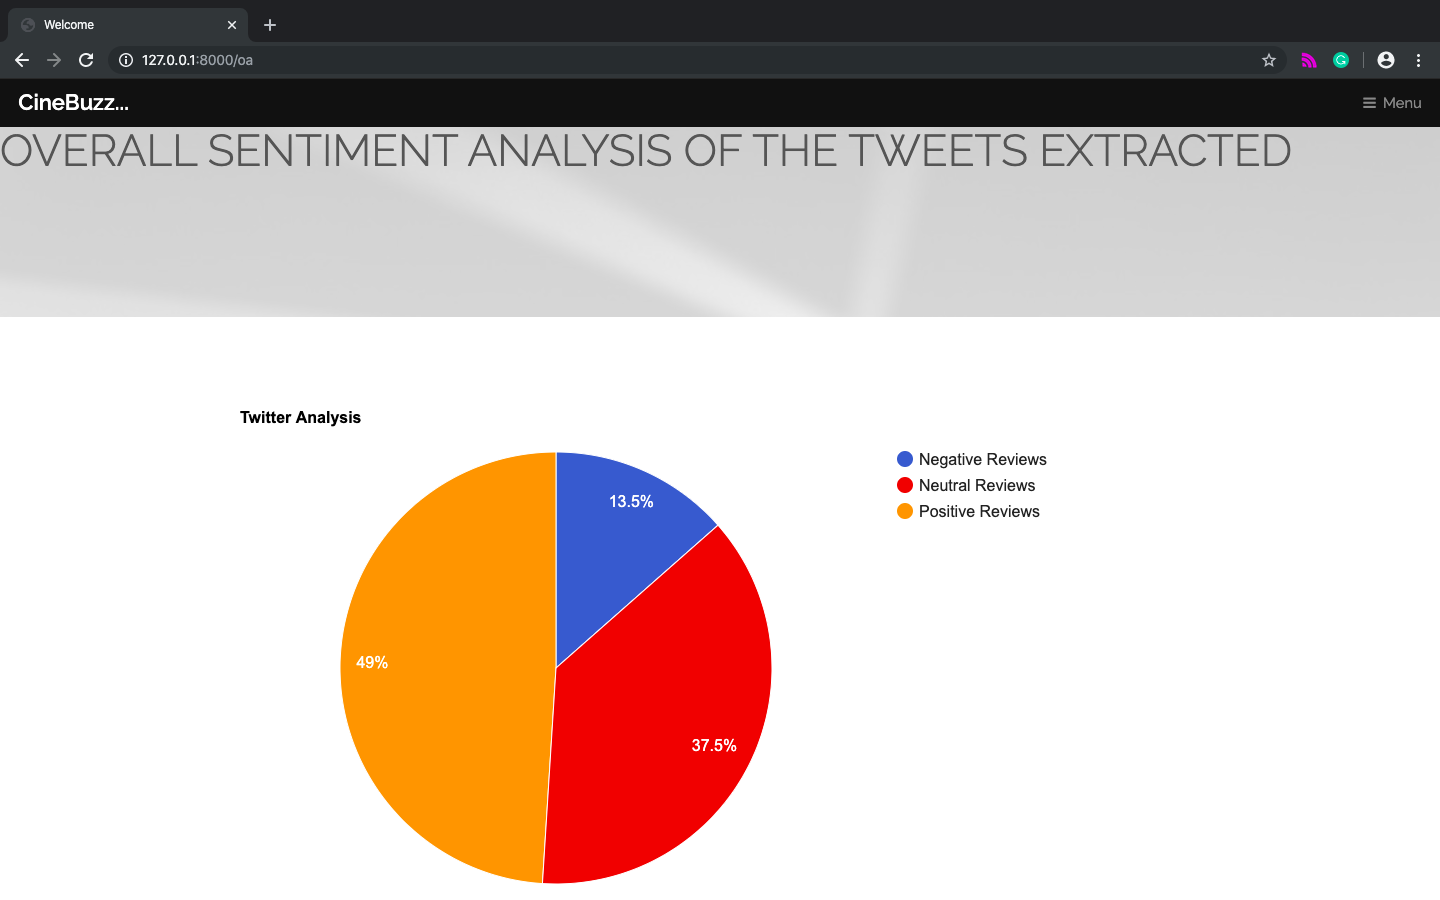 Welcome
127.0.0.1:8000/oa
CineBuzz...
Menu
OVERALL SENTIMENT ANALYSIS OF THE TWEETS EXTRACTED
Twitter Analysis
Negative Reviews
Neutral Reviews
Positive Reviews
13.5%
49%
37.5%